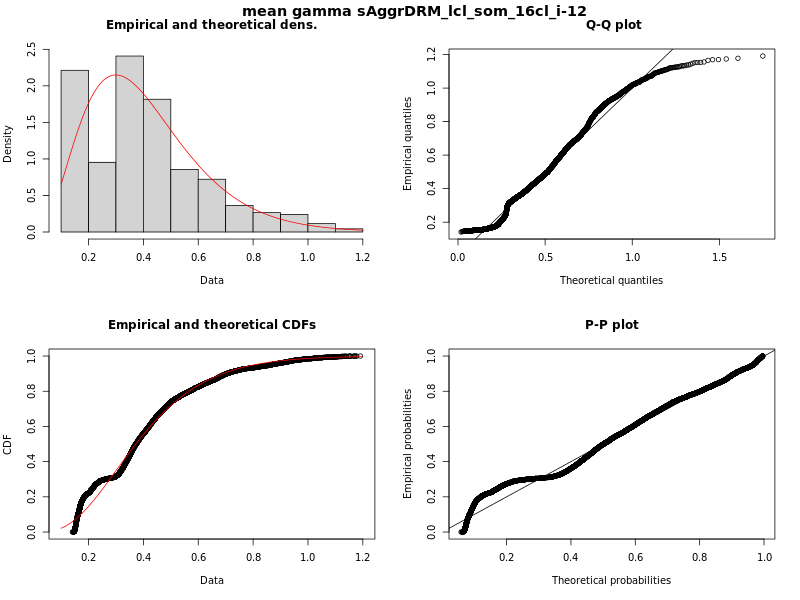 mean gamma sAggrDRM_lcl_som_16cl_i-12
Empirical and theoretical dens.
Density
0.0 0.5 1.0 1.5 2.0 2.5
0.2 0.4 0.6 0.8 1.0 1.2
Data
Q-Q plot
Empirical quantiles
0.2 0.4 0.6 0.8 1.0 1.2
0.0 0.5 1.0 1.5
Theoretical quantiles
Empirical and theoretical CDFs
CDF
0.0 0.2 0.4 0.6 0.8 1.0
0.2 0.4 0.6 0.8 1.0 1.2
Data
P-P plot
Empirical probabilities
0.0 0.2 0.4 0.6 0.8 1.0
0.2 0.4 0.6 0.8 1.0
Theoretical probabilities